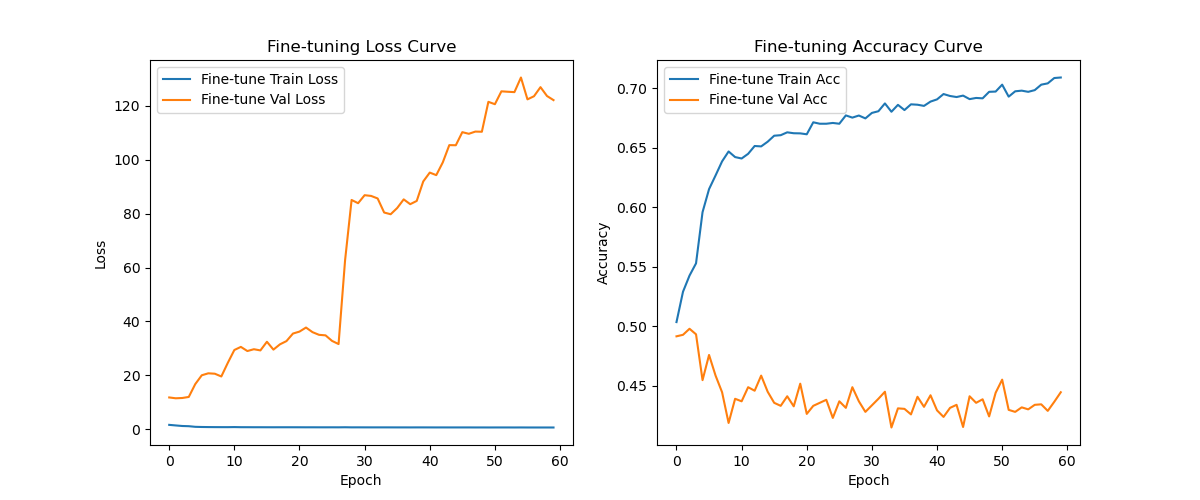 Fine-tuning Loss Curve
Fine-tune Train Loss
Fine-tune Val Loss
120
100
80
60
40
20
0
Loss
0 10 20 30 40 50 60
Epoch
Fine-tuning Accuracy Curve
Fine-tune Train Acc
Fine-tune Val Acc
0.70
0.65
0.60
0.55
0.50
0.45
Accuracy
0 10 20 30 40 50 60
Epoch